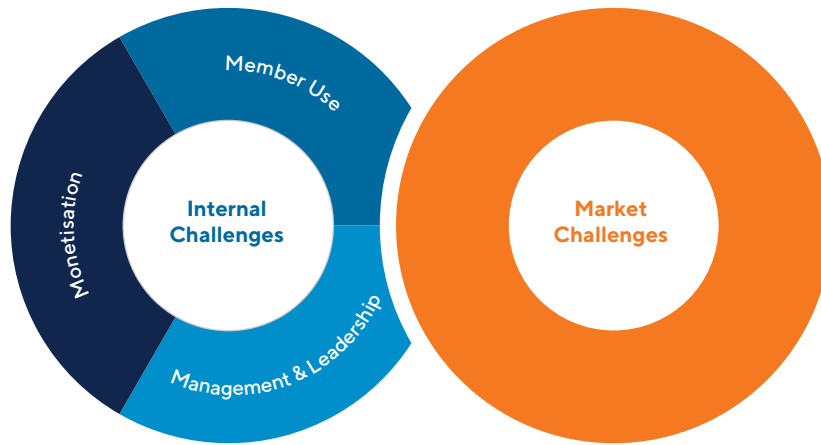 Member Use
Monetisation
Internal
Challenges
Management & Leadership
Market
Challenges